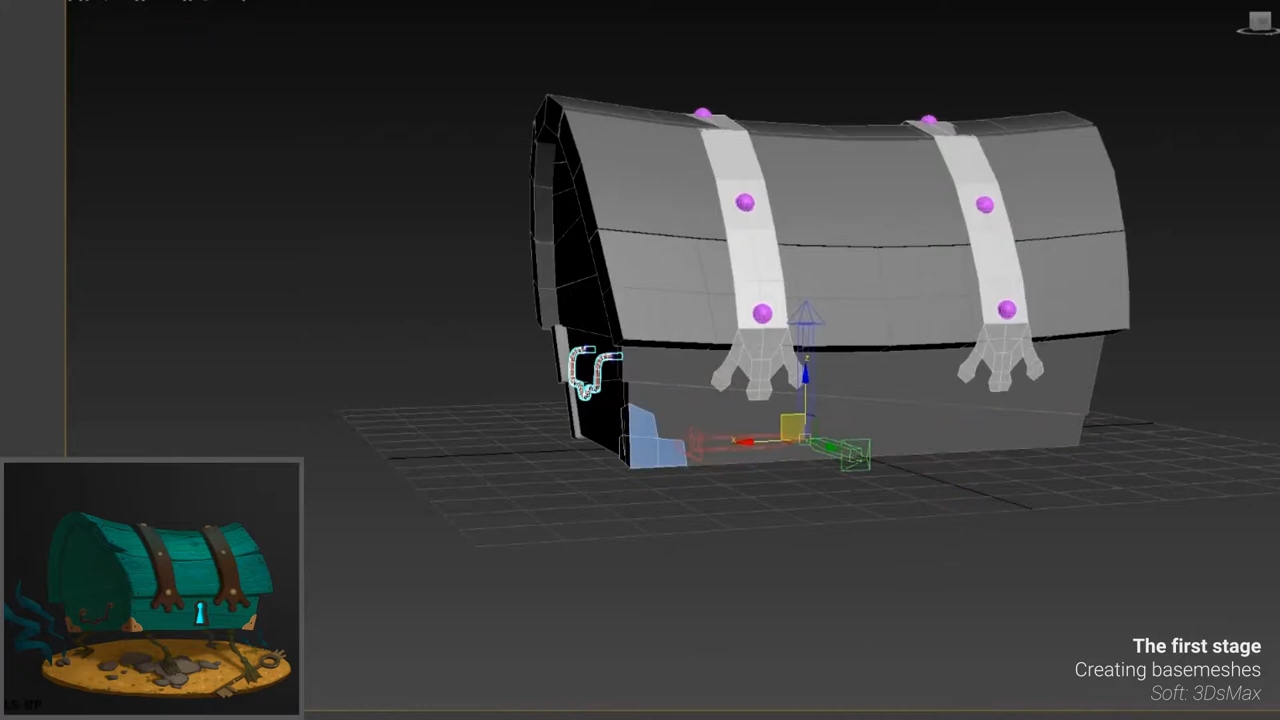 z
x
The first stage
Creating basemeshes
Soft: 3DsMax